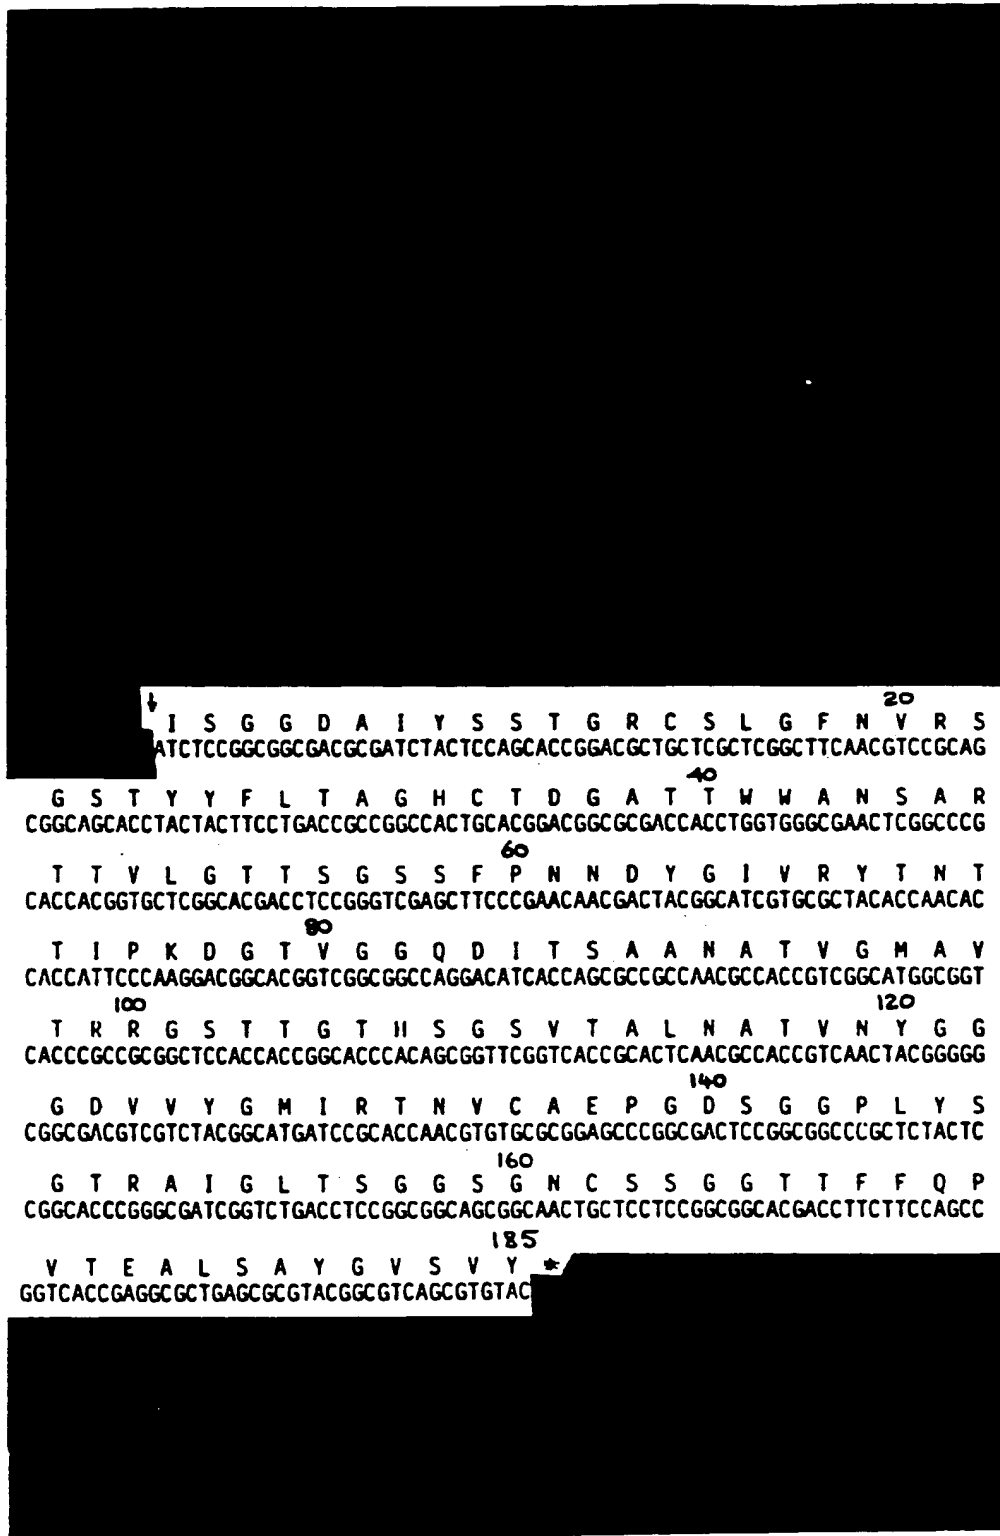 ↓ 20
I S G G D A I Y S S T G R C S L G F N V R S
ATCTCCGGCGGCGACGCGATCTACTCCAGCACCGGACGCTGCTCGCTCGGCTTCAACGTCCGCAG
40
G S T Y Y F L T A G H C T D G A T T W W A N S A R
CGGCAGCACCTACTACTTCCTGACCGCCGGCCACTGCACGGACGGCGCGACCACCTGGTGGGCGAACTCGGCCCG
60
T T V L G T T S G S S F P N N D Y G I V R Y T N T
CACCACGGTGCTCGGCACGACCTCCGGGTCGAGCTTCCCGAACAACGACTACGGCATCGTGCGCTACACCAACAC
80
T I P K D G T V G G Q D I T S A A N A T V G M A V
CACCATTCCCAAGGACGGCACGGTCGGCGGCCAGGACATCACCAGCGCCGCCAACGCCACCGTCGGCATGGCGGT
100 120
T R R G S T T G T H S G S V T A L N A T V N Y G G
CACCCGCCGCGGCTCCACCACCGGCACCCACAGCGGTTCGGTCACCGCACTCAACGCCACCGTCAACTACGGGGG
140
G D V V Y G M I R T N V C A E P G D S G G P L Y S
CGGCGACGTCGTCTACGGCATGATCCGCACCAACGTGTGCGCGGAGCCCGGCGACTCCGGCGGCCCGCTCTACTC
160
G T R A I G L T S G G S G N C S S G G T T F F Q P
CGGCACCCGGGCGATCGGTCTGACCTCCGGCGGCAGCGGCAACTGCTCCTCCGGCGGCACGACCTTCTTCCAGCC
185
V T E A L S A Y G V S V Y *
GGTCACCGAGGCGCTGAGCGCGTACGGCGTCAGCGTGTAC